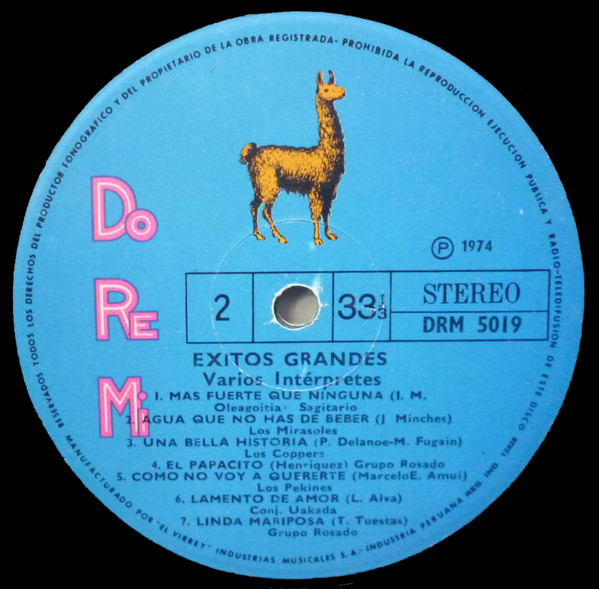 RESERVADOS TODOS LOS DERECHOS DEL PRODUCTOR FONOGRAFICO Y DEL PROPIETARIO DE LA OBRA REGISTRADA- PROHIBIDA LA REPRODUCCION EJECUCION PUBLICA Y RADIO-TELEDIFUSION DE ESTE DISCO
Do
Re
Mi
℗ 1974
2
33⅓
STEREO
DRM 5019
EXITOS GRANDES
Varios Intérpretes
1. MAS FUERTE QUE NINGUNA (I. M.
Oleagoitia) Sagitario
2. AGUA QUE NO HAS DE BEBER (J Minches)
Los Mirasoles
3. UNA BELLA HISTORIA (P. Delanoe-M. Fugain)
Los Coppers
4. EL PAPACITO (Henriquez) Grupo Rosado
5. COMO NO VOY A QUERERTE (MarceloE. Amui)
Los Pekines
6. LAMENTO DE AMOR (L. Alva)
Conj. Uakada
7. LINDA MARIPOSA (T. Tuestas)
Grupo Rosado
MANUFACTURADO POR "EL VIRREY" INDUSTRIAS MUSICALES S.A.- INDUSTRIA PERUANA REG. IND. 12628